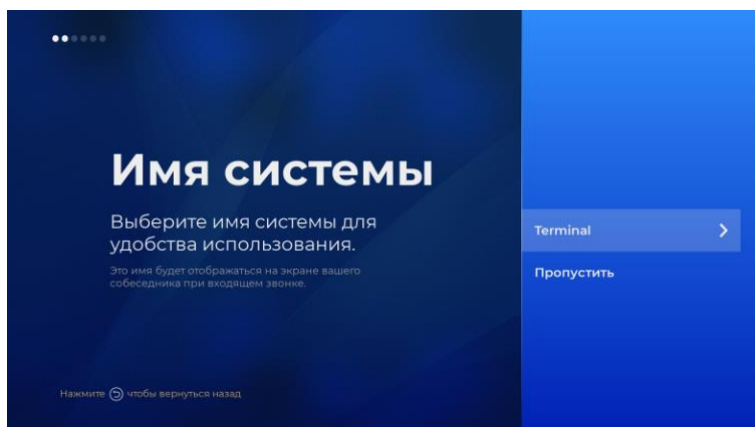 Имя системы
Выберите имя системы для
удобства использования.
Это имя будет отображаться на экране вашего
собеседника при входящем звонке.
Terminal
Пропустить
Нажмите чтобы вернуться назад